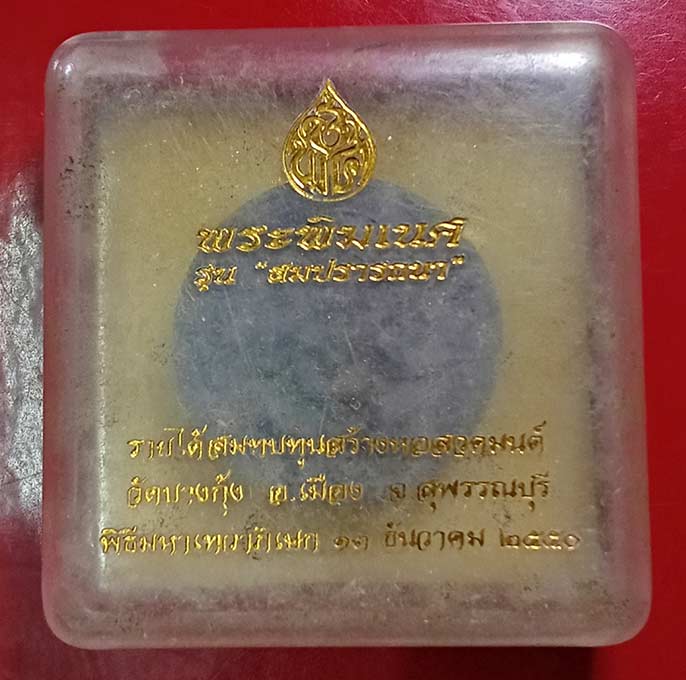 พระพิฆเนศ
รุ่น "สมปรารถนา"
รายได้สมทบทุนสร้างหอสวดมนต์
วัดบางกุ้ง อ.เมือง จ.สุพรรณบุรี
พิธีมหาเทวาภิเษก ๑๓ ธันวาคม ๒๕๕๐